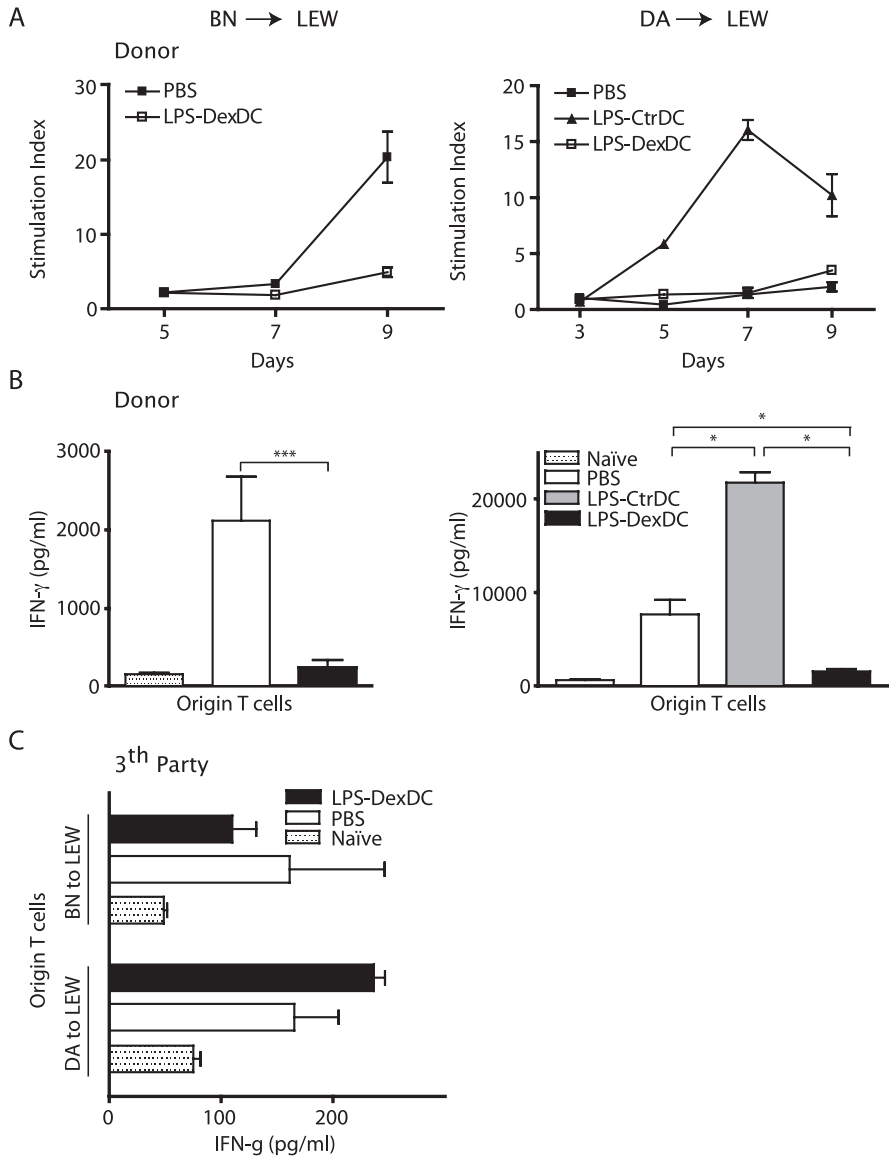 A
BN → LEW
DA → LEW
Donor
Stimulation Index
30
20
10
0
PBS
LPS-DexDC
5
7
9
Days
Stimulation Index
20
15
10
5
0
PBS
LPS-CtrDC
LPS-DexDC
3
5
7
9
Days
B
Donor
IFN-γ (pg/ml)
3000
2000
1000
0
***
Origin T cells
IFN-γ (pg/ml)
20000
10000
0
*
*
*
Naïve
PBS
LPS-CtrDC
LPS-DexDC
Origin T cells
C
3th Party
LPS-DexDC
PBS
Naïve
Origin T cells
BN to LEW
DA to LEW
0
100
200
IFN-g (pg/ml)